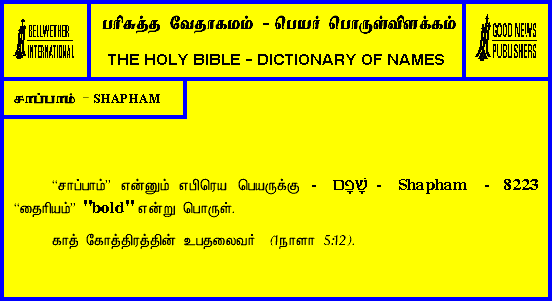 BELLWETHER
INTERNATIONAL
பரிசுத்த வேதாகமம் - பெயர் பொருள்விளக்கம்
THE HOLY BIBLE - DICTIONARY OF NAMES
GOOD NEWS
PUBLISHERS
சாப்பாம் - SHAPHAM
“சாப்பாம்” என்னும் எபிரெய பெயருக்கு - שָׁפָם - Shapham - 8223
“தைரியம்” "bold" என்று பொருள்.
காத் கோத்திரத்தின் உபதலைவர் (1நாளா 5:12).